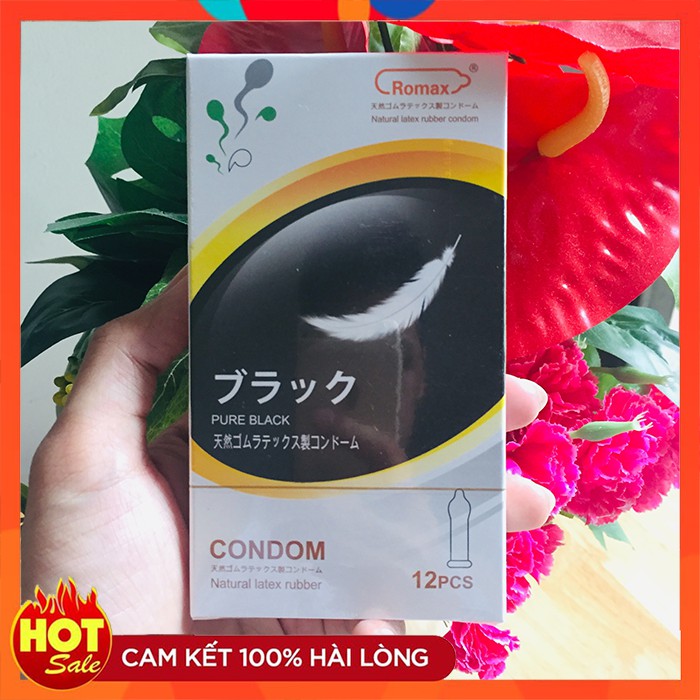 Romax®
天然ゴムラテックス製コンドーム
Natural latex rubber condom
ブラック
PURE BLACK
天然ゴムラテックス製コンドーム
CONDOM
天然ゴムラテックス製コンドーム
Natural latex rubber
12PCS
HOT
Sale
CAM KẾT 100% HÀI LÒNG